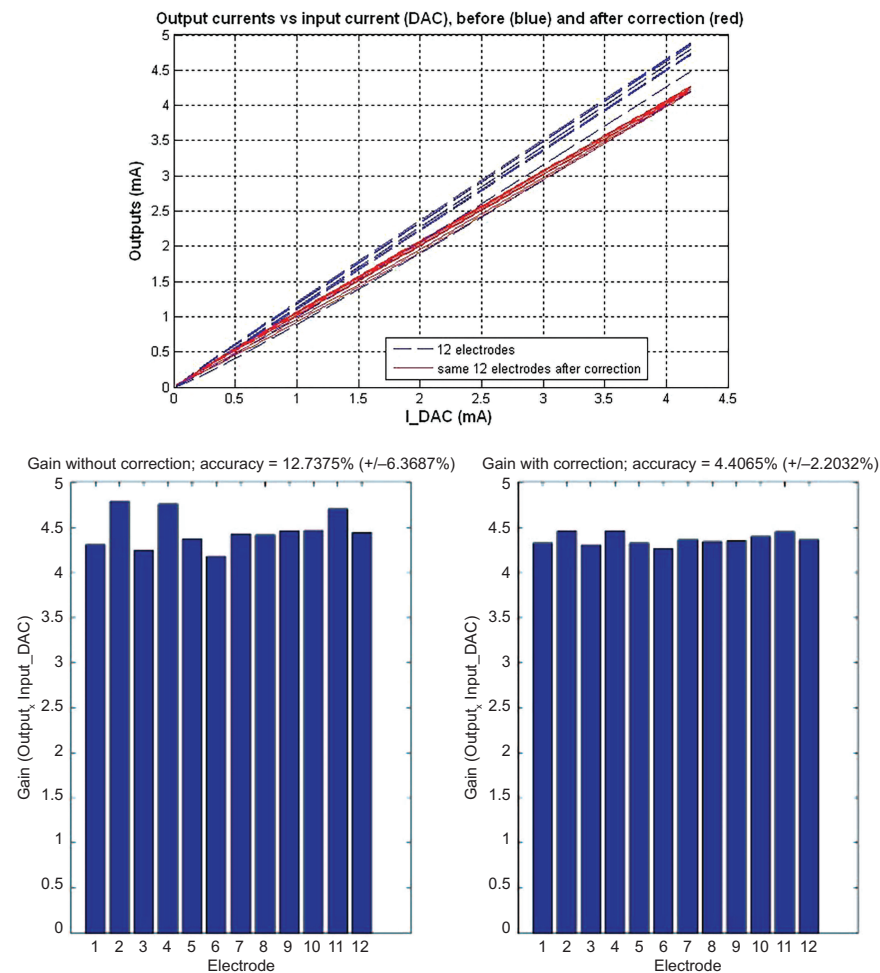 Output currents vs input current (DAC), before (blue) and after correction (red)
5
4.5
4
3.5
3
2.5
2
1.5
1
0.5
0
Outputs (mA)
12 electrodes
same 12 electrodes after correction
0 0.5 1 1.5 2 2.5 3 3.5 4 4.5
I_DAC (mA)
Gain without correction; accuracy = 12.7375% (+/–6.3687%)
5
4.5
4
3.5
3
2.5
2
1.5
1
0.5
0
Gain (Outputₓ Input_DAC)
1 2 3 4 5 6 7 8 9 10 11 12
Electrode
Gain with correction; accuracy = 4.4065% (+/–2.2032%)
5
4.5
4
3.5
3
2.5
2
1.5
1
0.5
0
Gain (Outputₓ Input_DAC)
1 2 3 4 5 6 7 8 9 10 11 12
Electrode